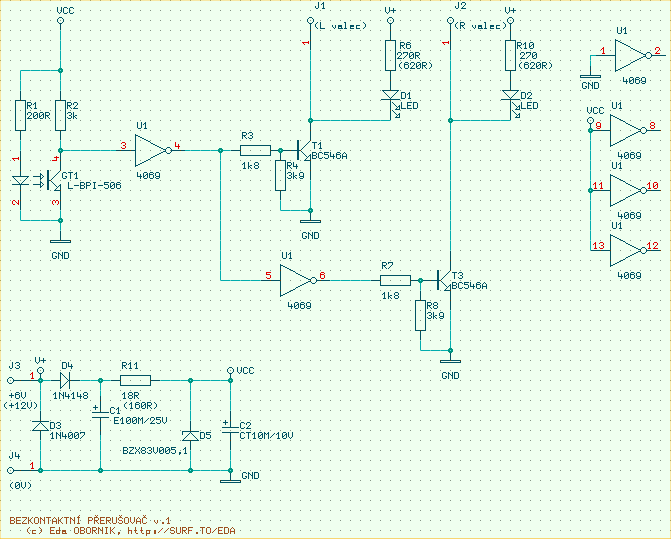 J1 J2
VCC V+ V+ U1
(L valec) (R valec)
1 1 1 2
R6 R10
270R 270
(620R) (620R)
GND 4069
D1 D2
LED LED
VCC U1
R1 R2
200R 3k
9 8
4069
U1 R3 T1
1 4 3 4 BC546A
4069 1k8 R4
3k9
GT1
L-BPI-506
2 3
U1
11 10
4069
GND GND
U1
13 12
4069
U1 R7 T3
5 6 BC546A
4069 1k8 R8
3k9
GND
J3 V+ D4 R11 VCC
1
+6V 1N4148 18R
(+12V) (160R)
C1
E100M/25V
D3
1N4007
D5
C2
CT10M/10V
BZX83V005,1
J4
1 GND
(0V)
BEZKONTAKTNÍ PŘERUŠOVAČ v.1
(c) Eda OBORNIK, http://SURF.TO/EDA